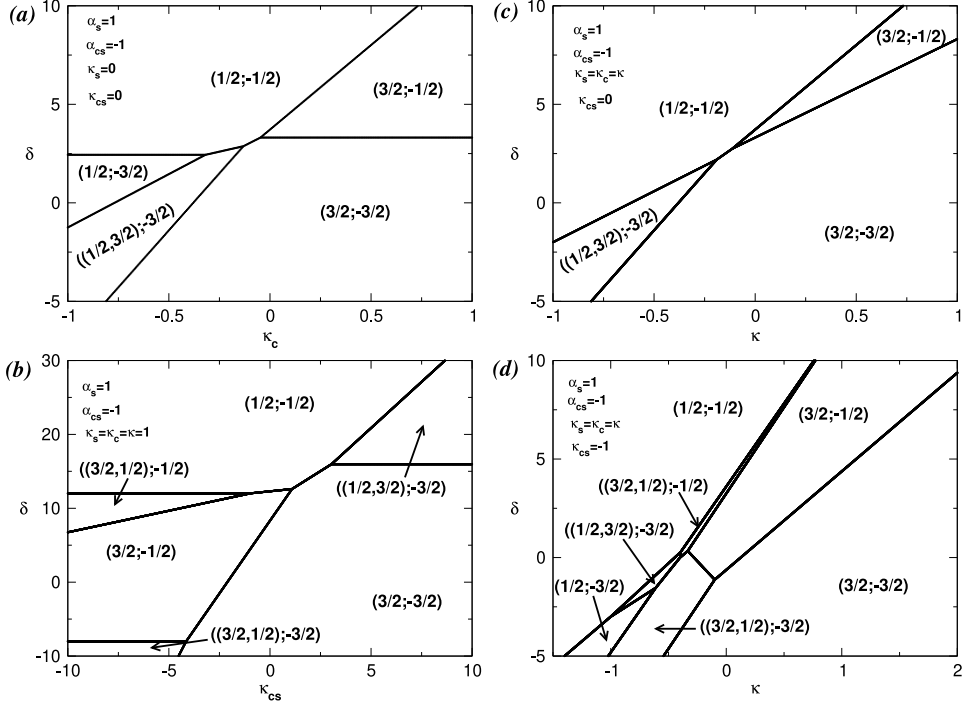 (a)
10
5
0
-5
δ
α_s=1
α_cs=-1
κ_s=0
κ_cs=0
(1/2;-1/2)
(3/2;-1/2)
(1/2;-3/2)
((1/2,3/2);-3/2)
(3/2;-3/2)
-1 -0.5 0 0.5 1
κ_c
(c)
10
5
0
-5
δ
α_s=1
α_cs=-1
κ_s=κ_c=κ
κ_cs=0
(3/2;-1/2)
(1/2;-1/2)
((1/2,3/2);-3/2)
(3/2;-3/2)
-1 -0.5 0 0.5 1
κ
(b)
30
20
10
0
-10
δ
α_s=1
α_cs=-1
κ_s=κ_c=κ=1
(1/2;-1/2)
((3/2,1/2);-1/2)
((1/2,3/2);-3/2)
(3/2;-1/2)
(3/2;-3/2)
((3/2,1/2);-3/2)
-10 -5 0 5 10
κ_cs
(d)
10
5
0
-5
δ
α_s=1
α_cs=-1
κ_s=κ_c=κ
κ_cs=-1
(1/2;-1/2)
(3/2;-1/2)
((3/2,1/2);-1/2)
((1/2,3/2);-3/2)
(1/2;-3/2)
(3/2;-3/2)
((3/2,1/2);-3/2)
-1 0 1 2
κ